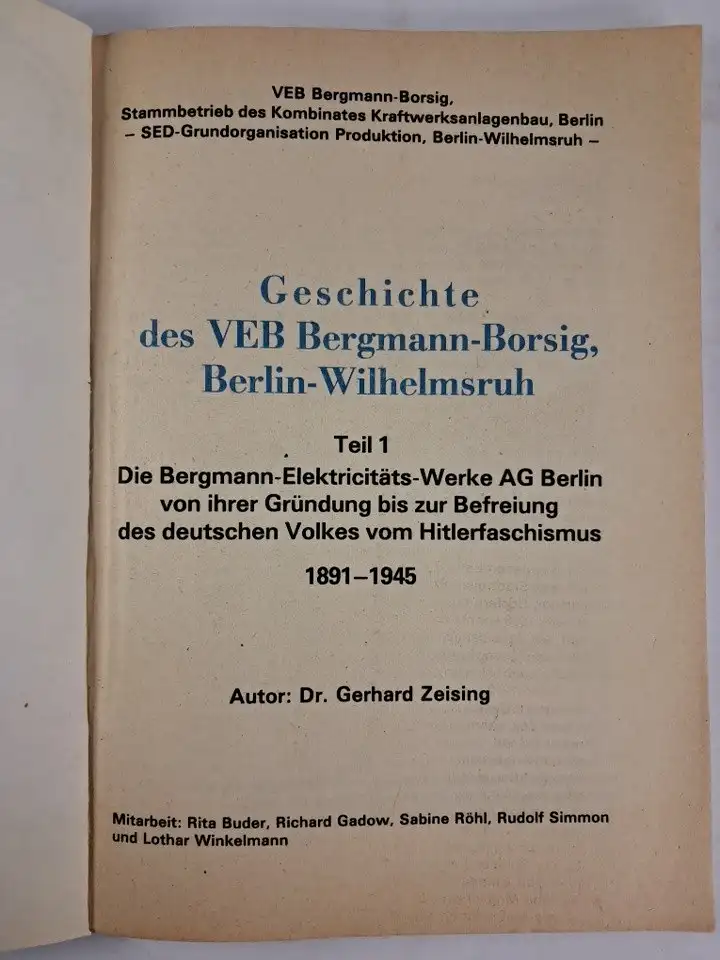 VEB Bergmann-Borsig,
Stammbetrieb des Kombinates Kraftwerksanlagenbau, Berlin
– SED-Grundorganisation Produktion, Berlin-Wilhelmsruh –
Geschichte
des VEB Bergmann-Borsig,
Berlin-Wilhelmsruh
Teil 1
Die Bergmann-Elektricitäts-Werke AG Berlin
von ihrer Gründung bis zur Befreiung
des deutschen Volkes vom Hitlerfaschismus
1891–1945
Autor: Dr. Gerhard Zeising
Mitarbeit: Rita Buder, Richard Gadow, Sabine Röhl, Rudolf Simmon
und Lothar Winkelmann